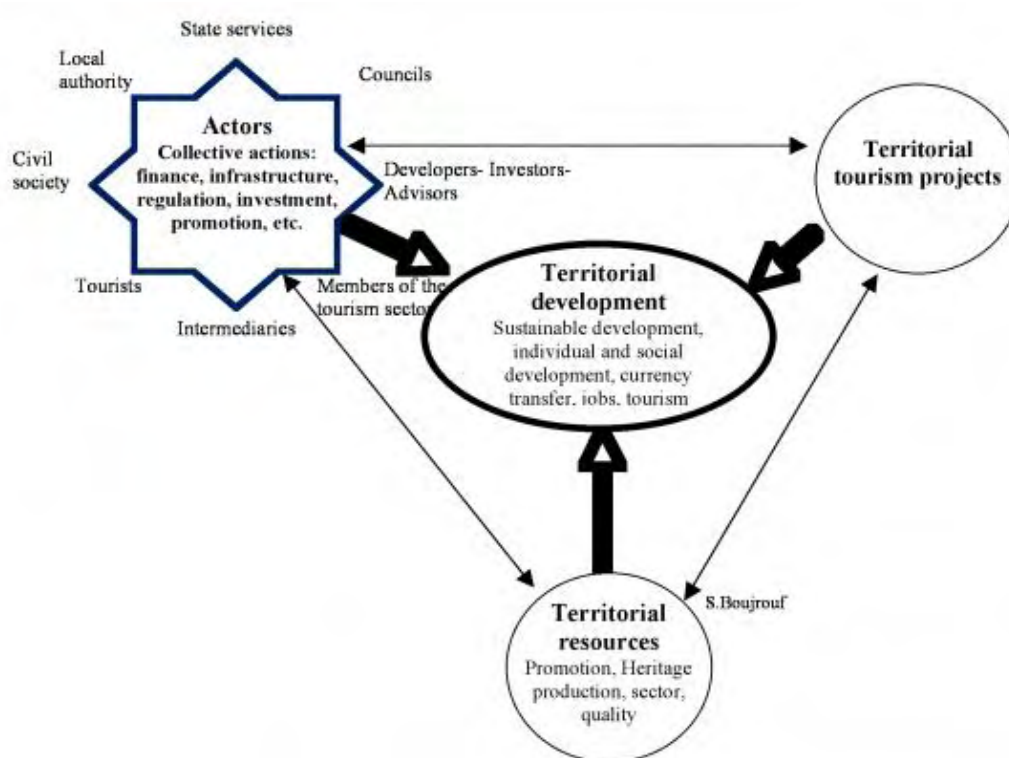 State services
Local
authority
Councils
Actors
Collective actions:
finance, infrastructure,
regulation, investment,
promotion, etc.
Civil
society
Developers- Investors-
Advisors
Territorial
tourism projects
Tourists
Members of the
tourism sector
Intermediaries
Territorial
development
Sustainable development,
individual and social
development, currency
transfer, jobs, tourism
S.Boujrouf
Territorial
resources
Promotion, Heritage
production, sector,
quality